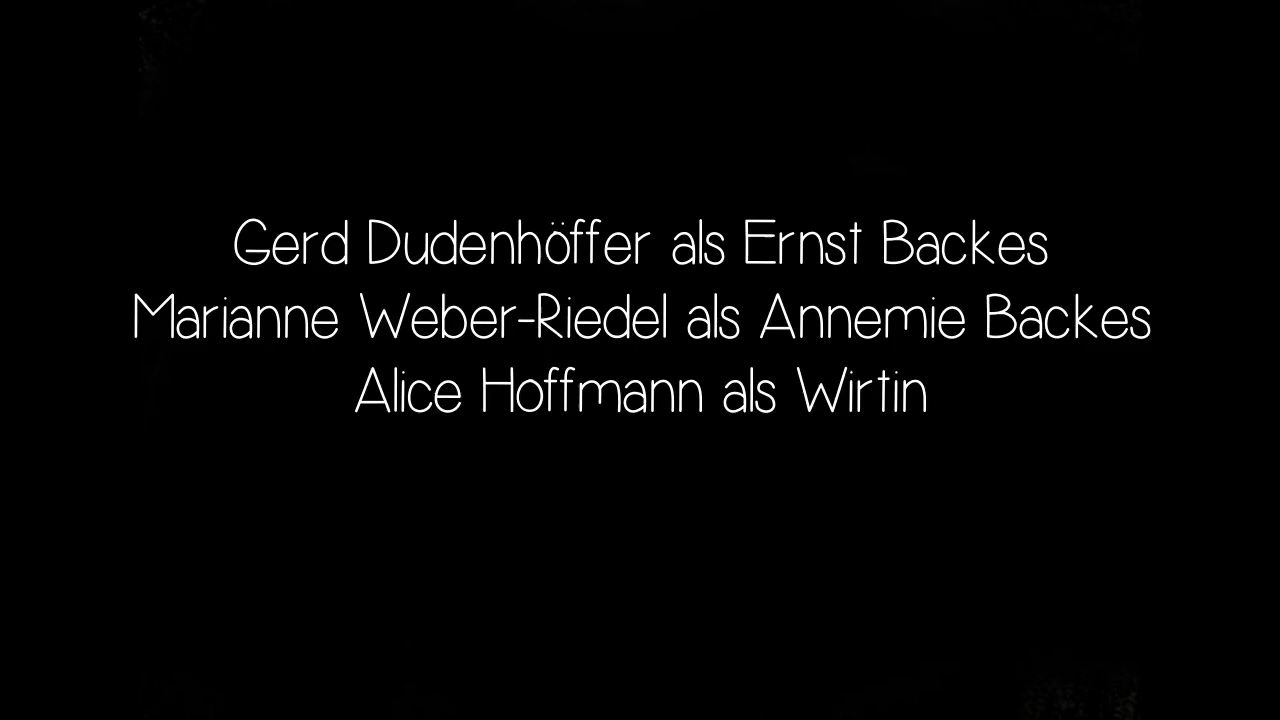 Gerd Dudenhöffer als Ernst Backes
Marianne Weber-Riedel als Annemie Backes
Alice Hoffmann als Wirtin